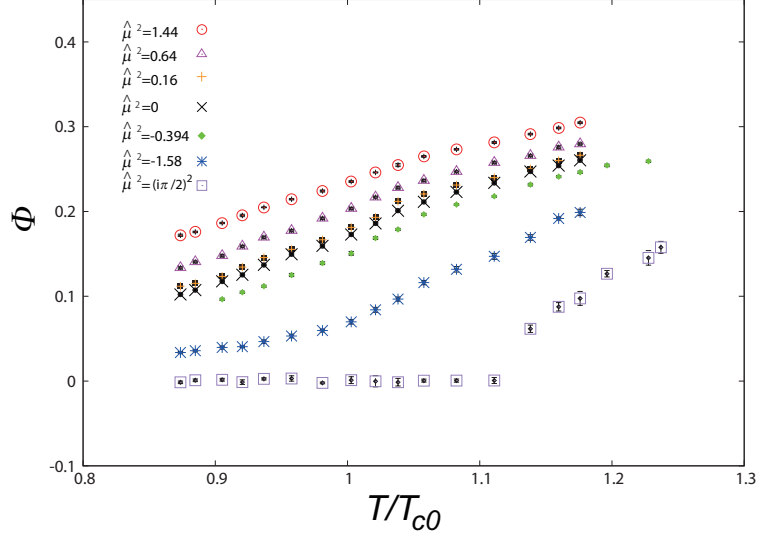 0.4
0.3
0.2
0.1
0
-0.1
Φ
μ̂ ²=1.44
μ̂ ²=0.64
μ̂ ²=0.16
μ̂ ²=0
μ̂ ²=-0.394
μ̂ ²=-1.58
μ̂ ²=(iπ/2)²
0.8 0.9 1 1.1 1.2 1.3
T/Tc0